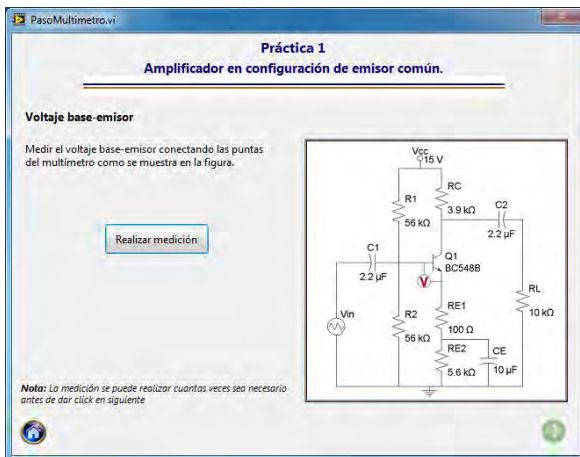 PasoMultimetro.vi
Práctica 1
Amplificador en configuración de emisor común.
Voltaje base-emisor
Medir el voltaje base-emisor conectando las puntas
del multímetro como se muestra en la figura.
Realizar medición
Vcc
15 V
R1
56 kΩ
RC
3.9 kΩ
C2
2.2 µF
C1
2.2 µF
Q1
BC548B
V
Vin
R2
56 kΩ
RE1
100 Ω
RE2
5.6 kΩ
CE
10 µF
RL
10 kΩ
Nota: La medición se puede realizar cuantas veces sea necesario
antes de dar click en siguiente